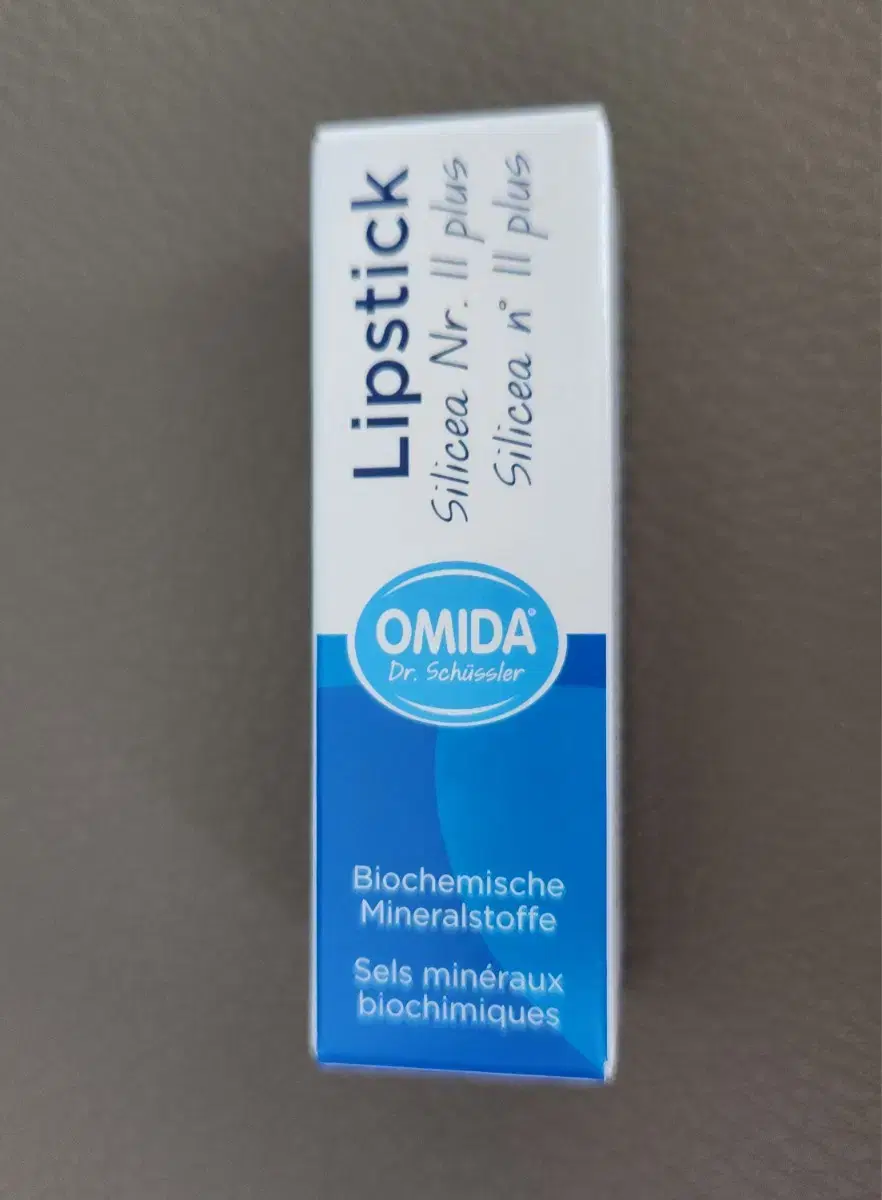 Lipstick
Silicea Nr. 11 plus
Silicea n° 11 plus
OMIDA®
Dr. Schüssler
Biochemische
Mineralstoffe
Sels minéraux
biochimiques